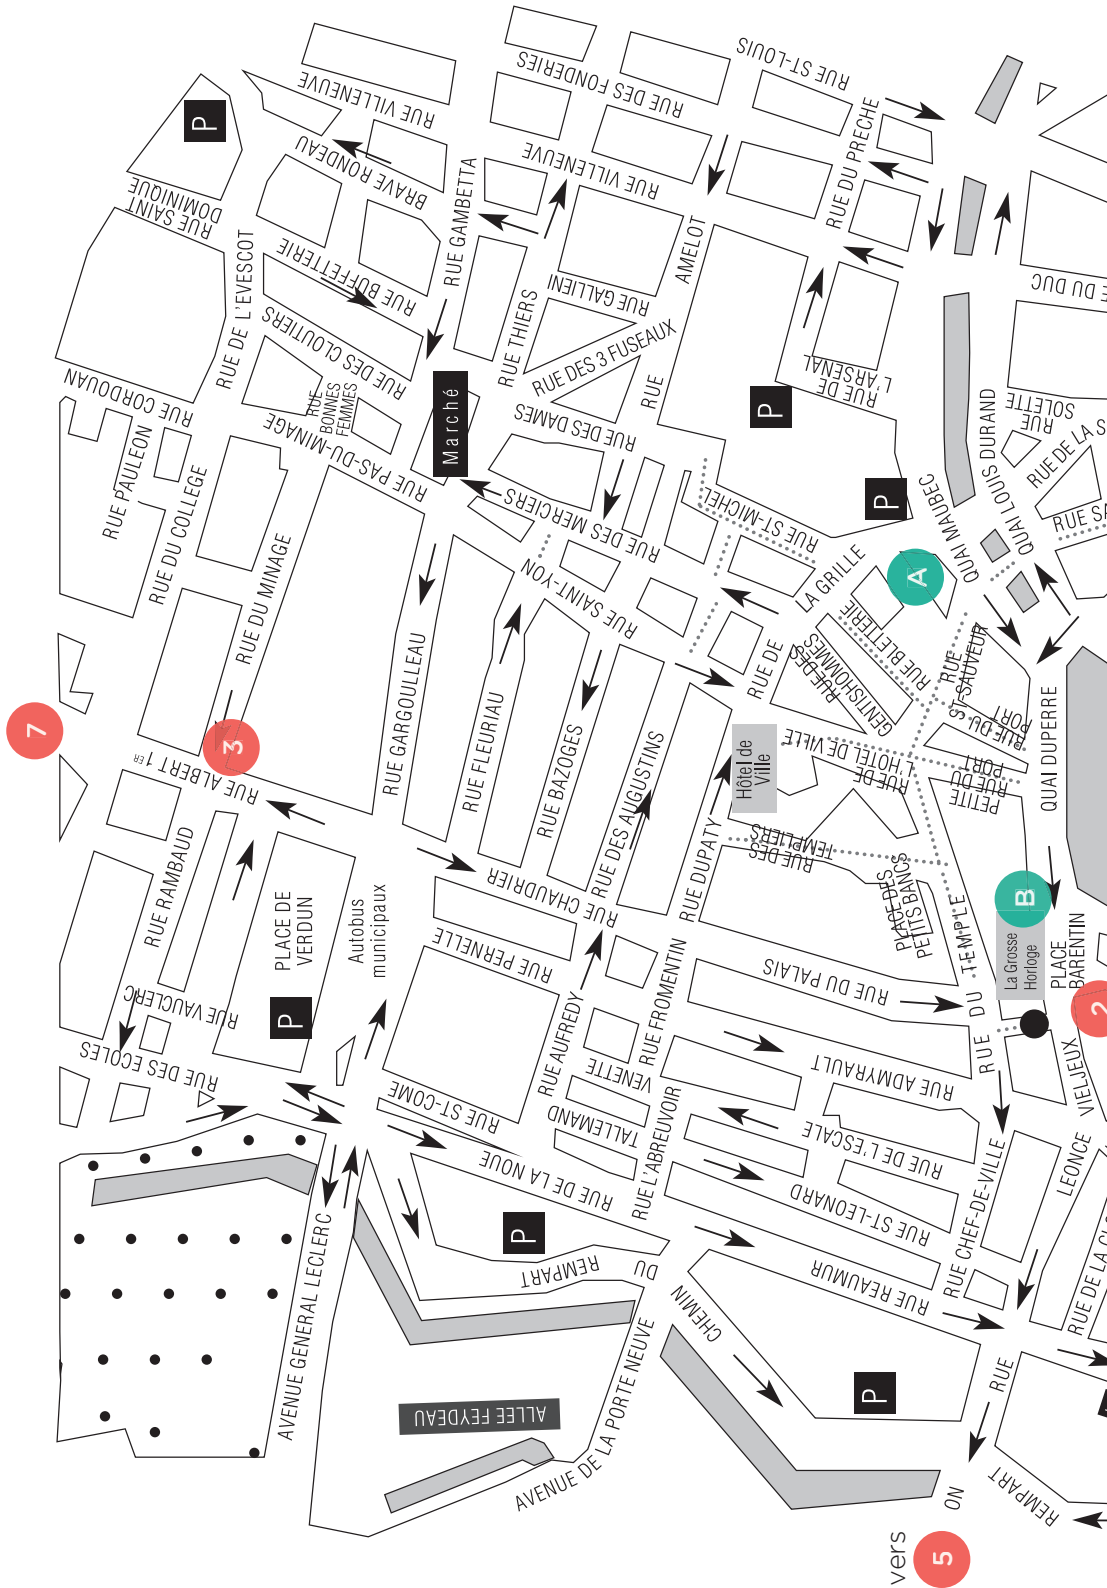 7
P
RUE SAINT
DOMINIQUE
RUE VILLENEUVE
BRAVE RONDEAU
RUE DES FONDERIES
RUE ST-LOUIS
RUE VILLENEUVE
RUE GAMBETTA
RUE BUFFETTERIE
RUE DE L'EVESCOT
RUE DES CLOUTIERS
RUE THIERS
RUE GALLIENI
RUE DES 3 FUSEAUX
AMELOT
RUE
RUE DU PRECHE
RUE CORDOUAN
RUE PAULEON
RUE DU COLLEGE
RUE
BONNES
FEMMES
RUE PAS-DU-MINAGE
Marché
RUE DES DAMES
P
RUE DE
L'ARSENAL
E DU DUC
RUE
SOLETTE
RUE DE LA S
RUE SA
QUAI LOUIS DURAND
QUAI MAUBEC
P
RUE ST-MICHEL
RUE DES MERCIERS
RUE SAINT-YON
RUE DU MINAGE
3
RUE ALBERT 1ER
RUE GARGOULLEAU
RUE FLEURIAU
RUE BAZOGES
RUE DES AUGUSTINS
RUE DUPATY
RUE DE
LA GRILLE
A
RUE BLETTERIE
RUE DES
GENTISHOMMES
RUE
ST-SAUVEUR
RUE DU
PORT
PETITE
RUE DU
PORT
QUAI DUPERRE
Hôtel de
Ville
RUE DE
L'HOTEL DE VILLE
RUE DES
TEMPLIERS
PLACE DES
PETITS BANCS
RUE DU TEMPLE
B
La Grosse
Horloge
PLACE
BARENTIN
2
RUE RAMBAUD
RUE VAUCLERC
RUE DES ECOLES
PLACE DE
VERDUN
P
Autobus
municipaux
RUE CHAUDRIER
RUE PERNELLE
RUE AUFREDY
RUE FROMENTIN
VENETTE
TALLEMAND
RUE ST-COME
RUE DE LA NOUE
RUE L'ABREUVOIR
RUE DU PALAIS
RUE ADMYRAULT
RUE DE L'ESCALE
RUE ST-LEONARD
RUE REAUMUR
RUE CHEF-DE-VILLE
LEONCE VIELJEUX
AVENUE GENERAL LECLERC
P
REMPART
DU
CHEMIN
ALLEE FEYDEAU
AVENUE DE LA PORTE NEUVE
P
RUE
ON
REMPART
vers
5